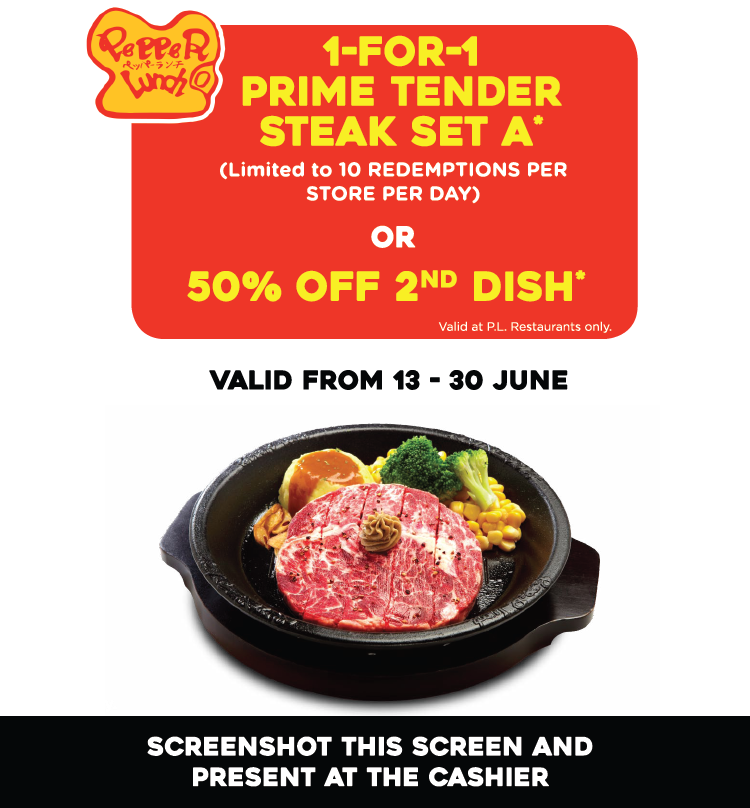 PePPeR
ペッパーランチ
Lunch
1-FOR-1
PRIME TENDER
STEAK SET A*
(Limited to 10 REDEMPTIONS PER
STORE PER DAY)
OR
50% OFF 2ND DISH*
Valid at P.L. Restaurants only.
VALID FROM 13 - 30 JUNE
SCREENSHOT THIS SCREEN AND
PRESENT AT THE CASHIER